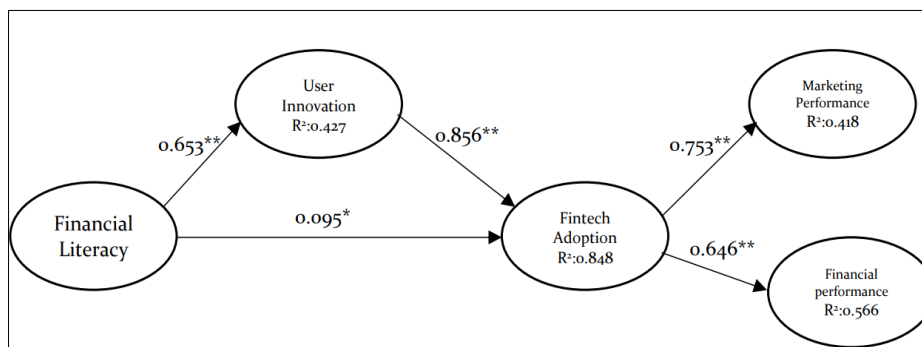 User
Innovation
R²:0.427
Marketing
Performance
R²:0.418
0.653**
0.856**
0.753**
Financial
Literacy
0.095*
Fintech
Adoption
R²:0.848
0.646**
Financial
performance
R²:0.566